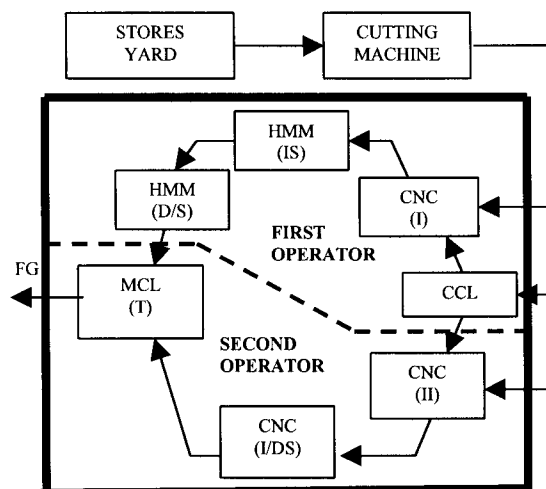 STORES
YARD
CUTTING
MACHINE
HMM
(IS)
HMM
(D/S)
CNC
(I)
FIRST
OPERATOR
FG
MCL
(T)
CCL
SECOND
OPERATOR
CNC
(II)
CNC
(I/DS)